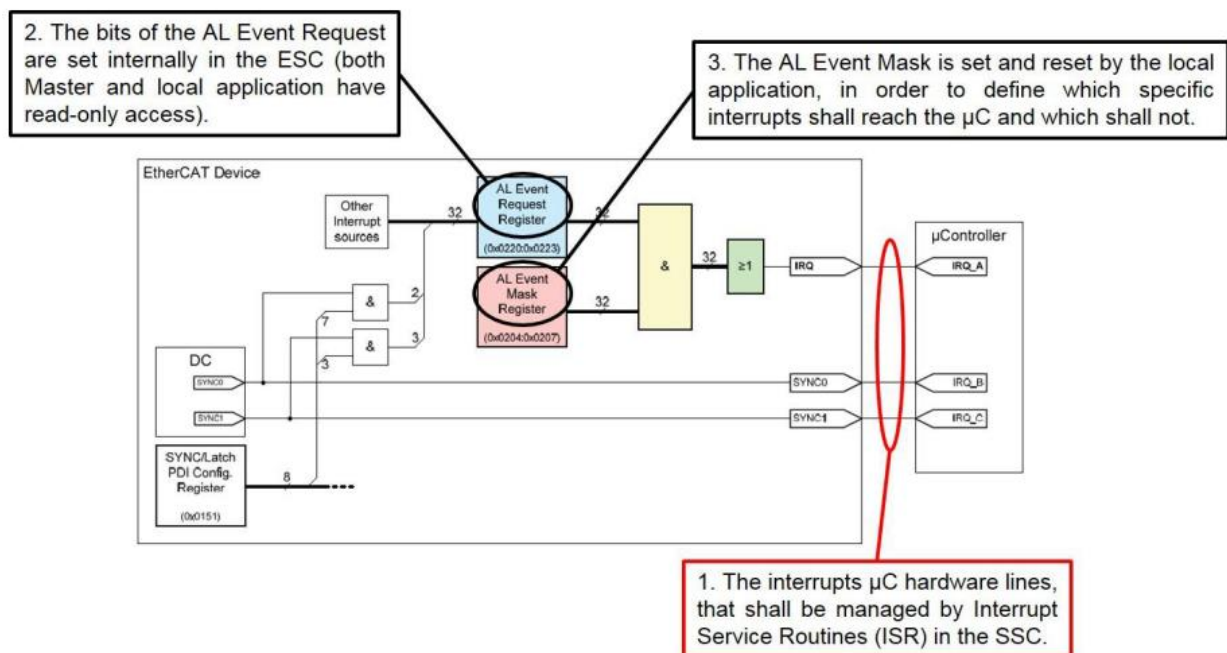 2. The bits of the AL Event Request
are set internally in the ESC (both
Master and local application have
read-only access).
3. The AL Event Mask is set and reset by the local
application, in order to define which specific
interrupts shall reach the µC and which shall not.
EtherCAT Device
Other
Interrupt
sources
32
AL Event
Request
Register
(0x0220:0x0223)
32
AL Event
Mask
Register
(0x0204:0x0207)
32
&
32
≥1
IRQ
µController
IRQ_A
&
2
7
&
3
3
DC
SYNC0
SYNC1
SYNC0
SYNC1
IRQ_B
IRQ_C
SYNC/Latch
PDI Config.
Register
(0x0151)
8
1. The interrupts µC hardware lines,
that shall be managed by Interrupt
Service Routines (ISR) in the SSC.